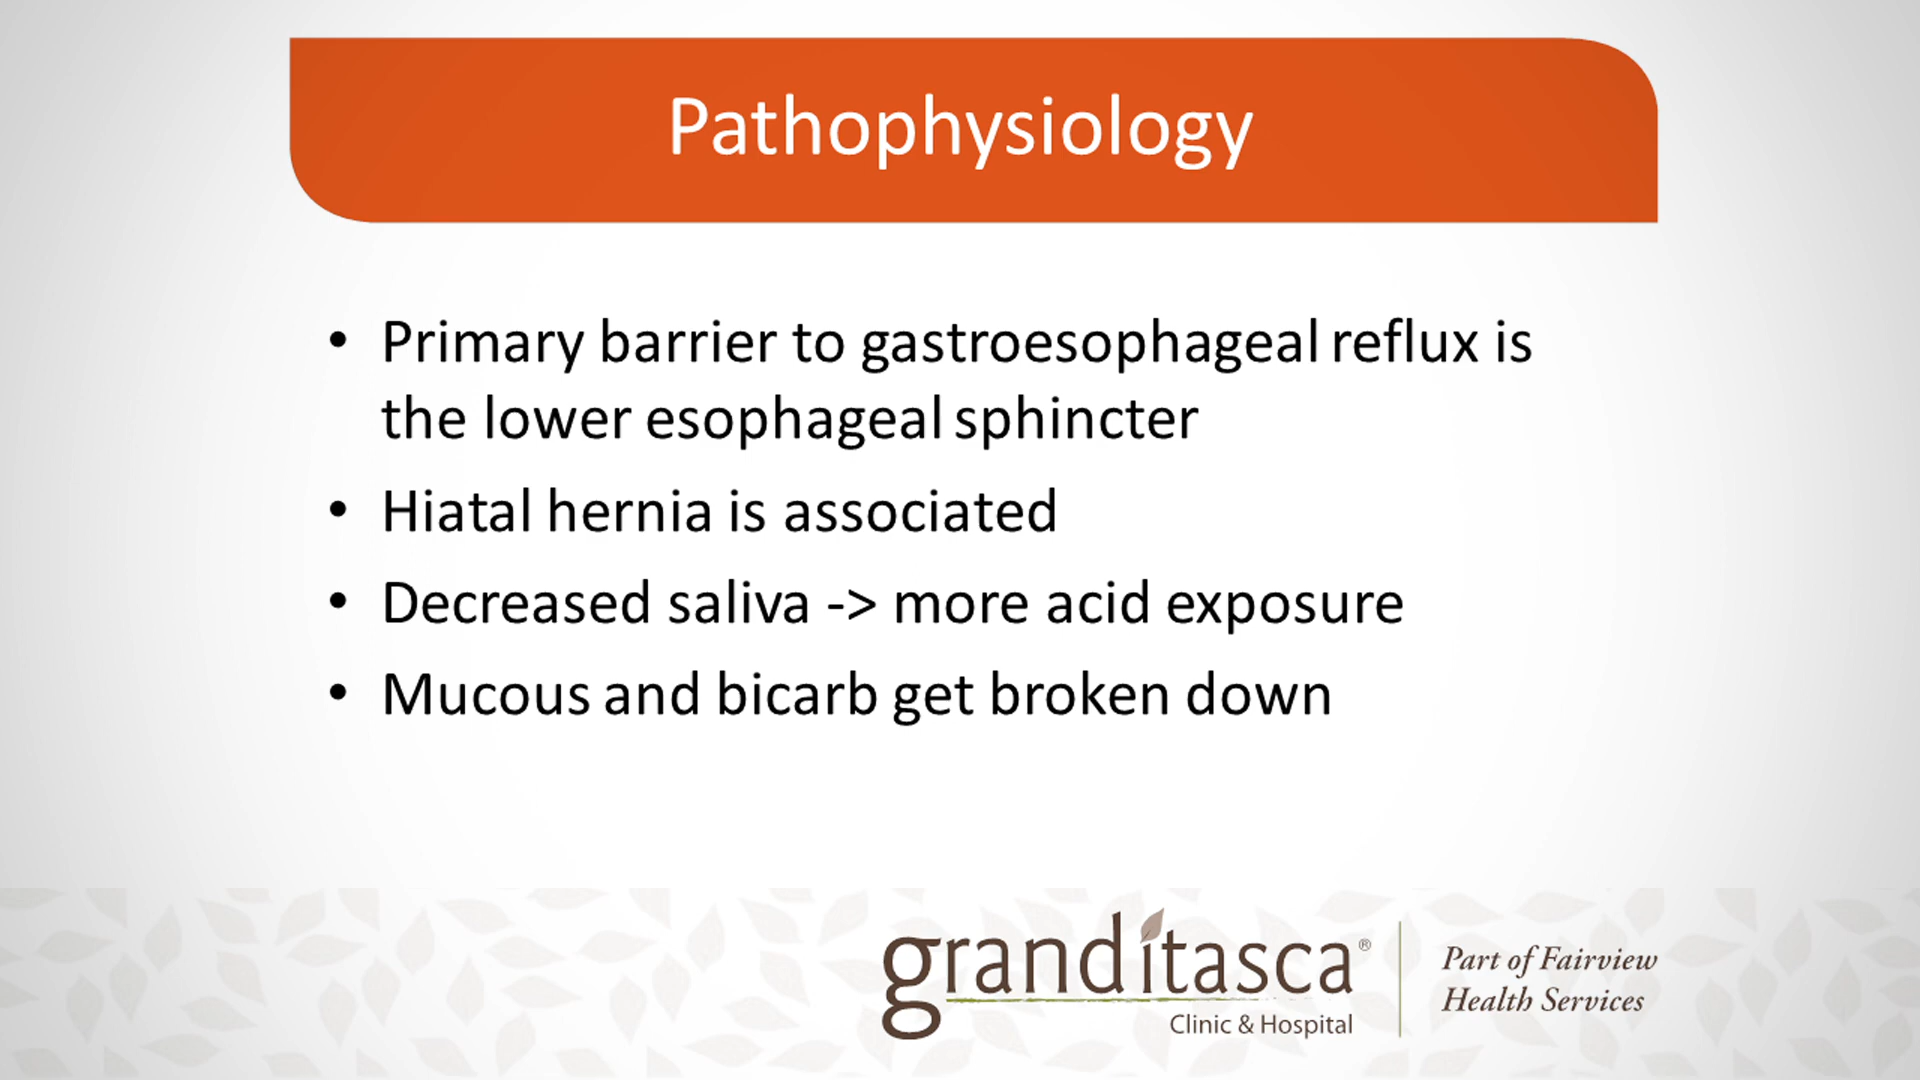 Pathophysiology
• Primary barrier to gastroesophageal reflux is
the lower esophageal sphincter
• Hiatal hernia is associated
• Decreased saliva -> more acid exposure
• Mucous and bicarb get broken down
granditasca®
Clinic & Hospital
Part of Fairview
Health Services